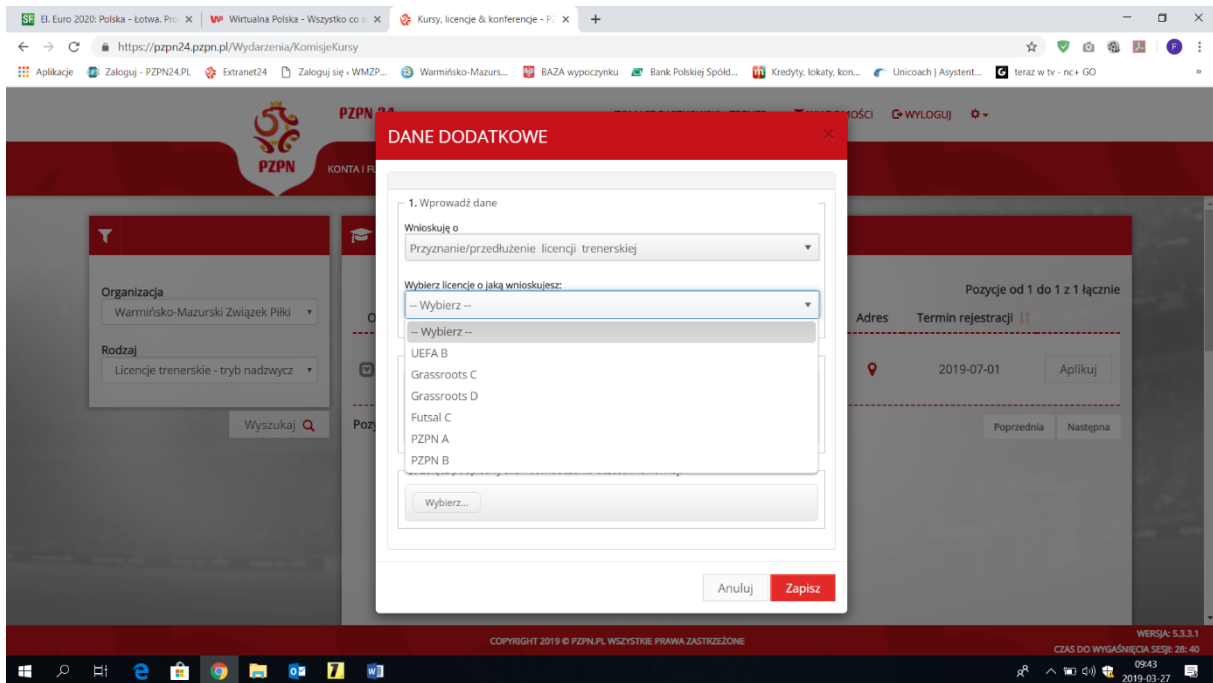 El. Euro 2020: Polska - Łotwa. Pro
Wirtualna Polska - Wszystko co w
Kursy, licencje & konferencje - P
https://pzpn24.pzpn.pl/Wydarzenia/KomisjeKursy
Aplikacje Zaloguj - PZPN24.PL Extranet24 Zaloguj się ‹ WMZP... Warmińsko-Mazurs... BAZA wypoczynku Bank Polskiej Spółd... Kredyty, lokaty, kon... Unicoach | Asystent... teraz w tv - nc+ GO
PZPN
WYLOGUJ
PZPN
KONTA I
DANE DODATKOWE
1. Wprowadź dane
Wnioskuję o
Przyznanie/przedłużenie licencji trenerskiej
Wybierz licencje o jaką wnioskujesz:
-- Wybierz --
-- Wybierz --
UEFA B
Grassroots C
Grassroots D
Futsal C
PZPN A
PZPN B
Wybierz...
Anuluj Zapisz
Organizacja
Warmińsko-Mazurski Związek Piłki
Rodzaj
Licencje trenerskie - tryb nadzwycz
Wyszukaj
Pozycje od 1 do 1 z 1 łącznie
Adres Termin rejestracji
2019-07-01 Aplikuj
Poprzednia Następna
COPYRIGHT 2019 © PZPN.PL WSZYSTKIE PRAWA ZASTRZEŻONE
WERSJA: 5.3.3.1
CZAS DO WYGAŚNIĘCIA SESJI: 28: 40
09:43
2019-03-27